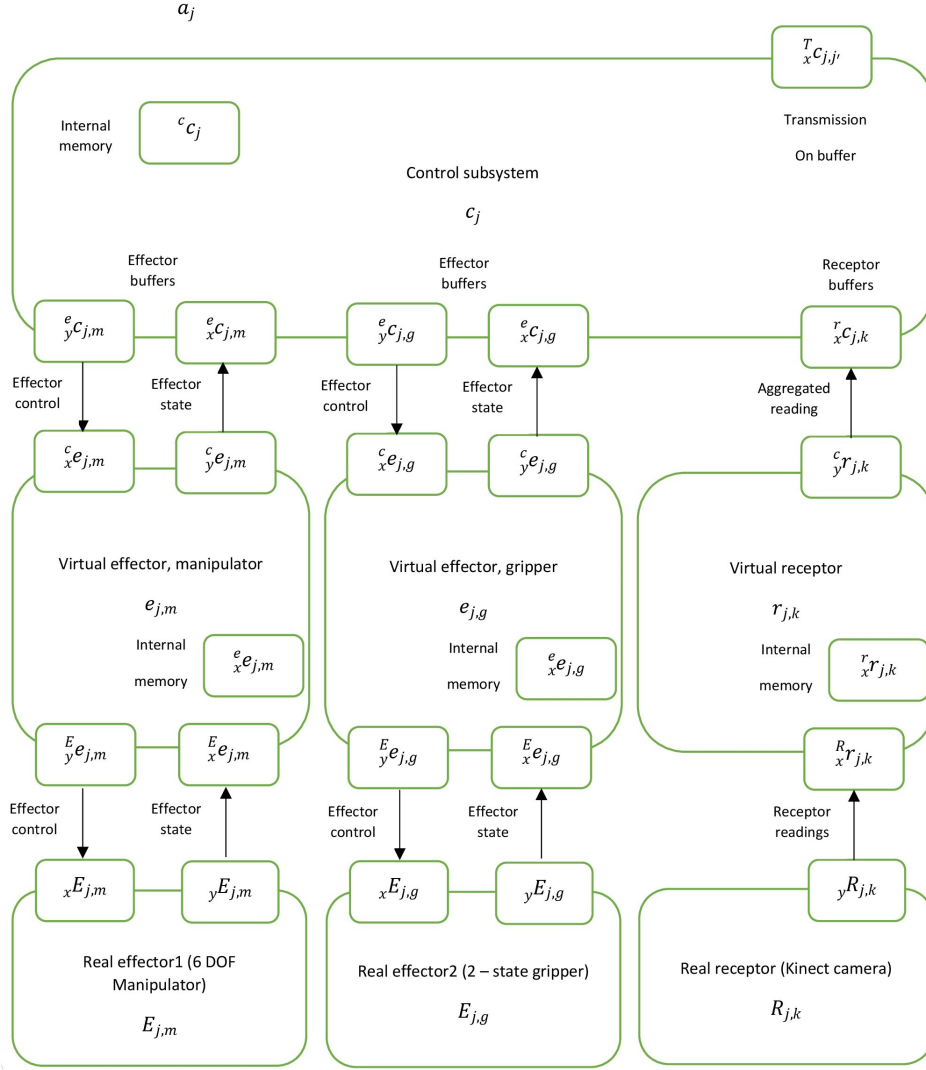 a_j
^T_x c_{j,j'}
Internal
memory
^c c_j
Transmission
On buffer
Control subsystem
c_j
Effector
buffers
Effector
buffers
Receptor
buffers
^e_y c_{j,m}
^e_x c_{j,m}
^e_y c_{j,g}
^e_x c_{j,g}
^r_x c_{j,k}
Effector
control
Effector
state
Effector
control
Effector
state
Aggregated
reading
^c_x e_{j,m}
^c_y e_{j,m}
^c_x e_{j,g}
^c_y e_{j,g}
^c_y r_{j,k}
Virtual effector, manipulator
e_{j,m}
Internal
memory
^e_x e_{j,m}
Virtual effector, gripper
e_{j,g}
Internal
memory
^e_x e_{j,g}
Virtual receptor
r_{j,k}
Internal
memory
^r_x r_{j,k}
^E_y e_{j,m}
^E_x e_{j,m}
^E_y e_{j,g}
^E_x e_{j,g}
^R_x r_{j,k}
Effector
control
Effector
state
Effector
control
Effector
state
Receptor
readings
_x E_{j,m}
_y E_{j,m}
_x E_{j,g}
_y E_{j,g}
_y R_{j,k}
Real effector1 (6 DOF
Manipulator)
E_{j,m}
Real effector2 (2 – state gripper)
E_{j,g}
Real receptor (Kinect camera)
R_{j,k}